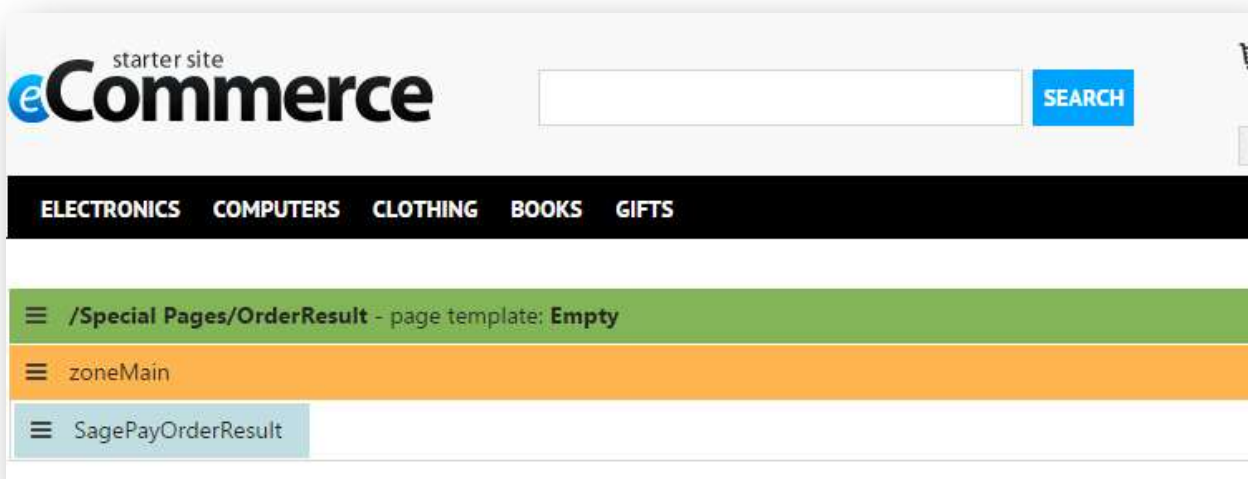 starter site
eCommerce
SEARCH
ELECTRONICS COMPUTERS CLOTHING BOOKS GIFTS
/Special Pages/OrderResult - page template: Empty
zoneMain
SagePayOrderResult